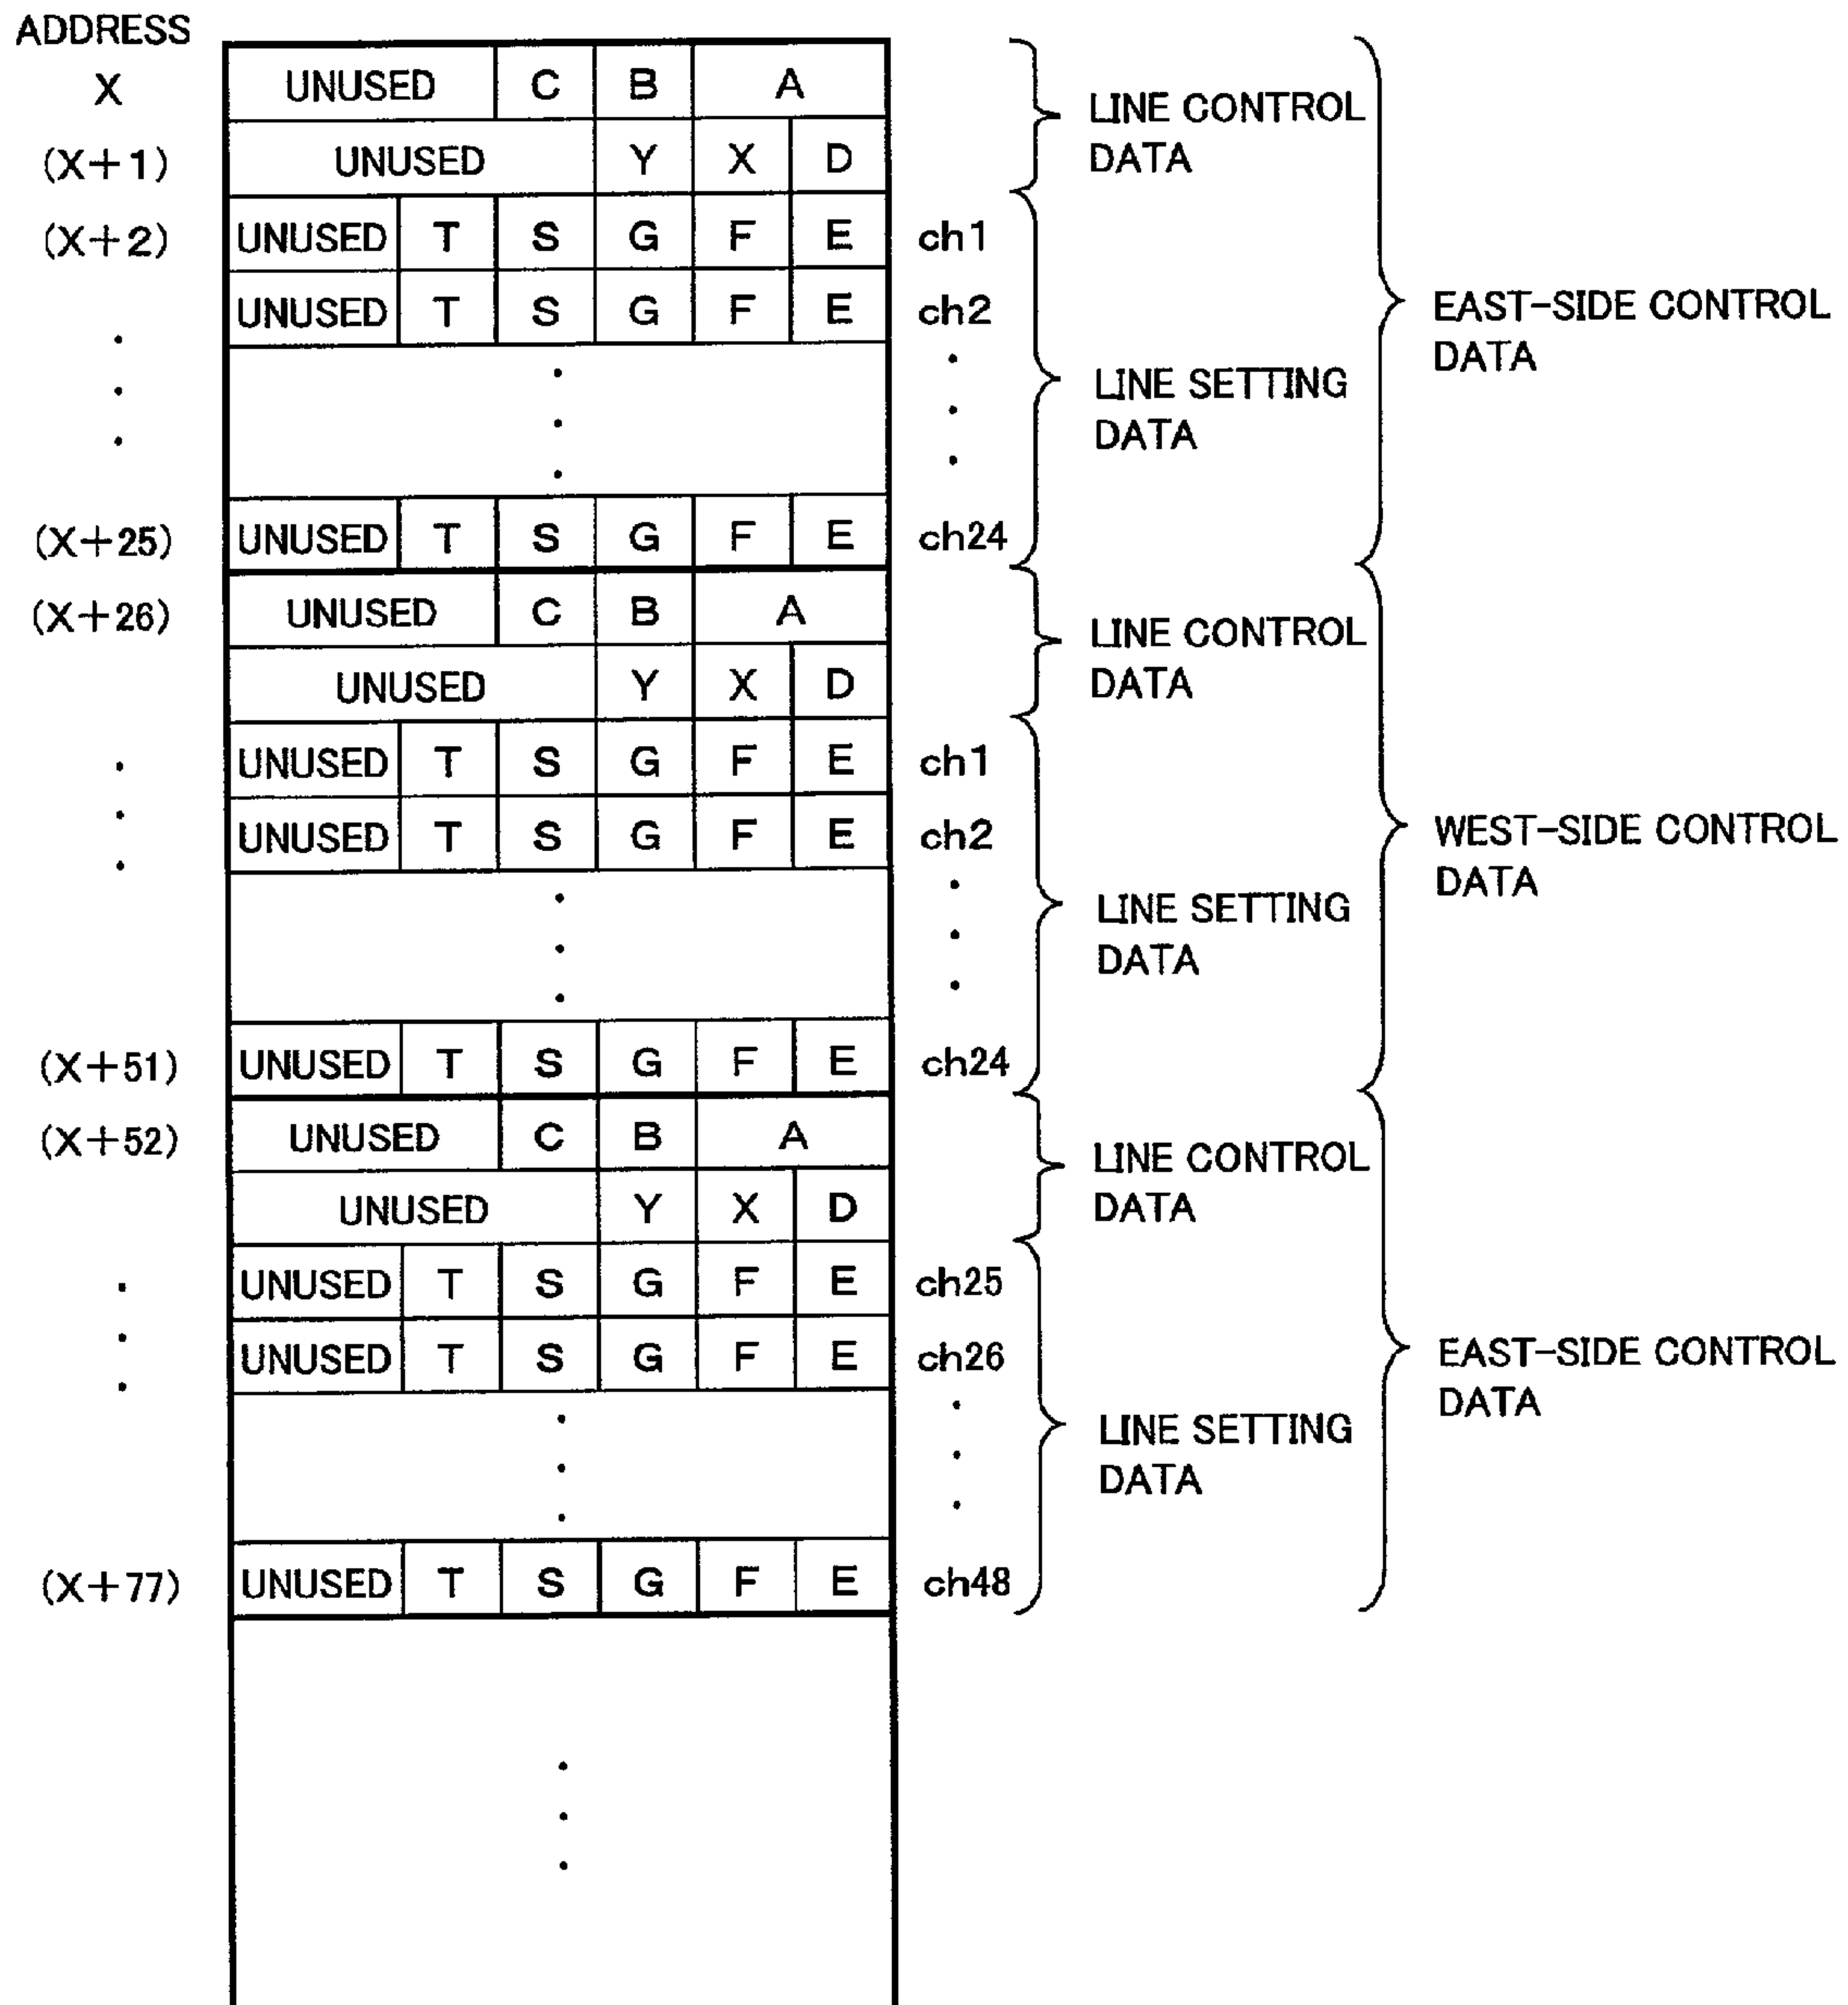 ADDRESS
X UNUSED C B A
(X+1) UNUSED Y X D
LINE CONTROL
DATA
(X+2) UNUSED T S G F E ch1
UNUSED T S G F E ch2
EAST-SIDE CONTROL
DATA
LINE SETTING
DATA
(X+25) UNUSED T S G F E ch24
(X+26) UNUSED C B A
UNUSED Y X D
LINE CONTROL
DATA
UNUSED T S G F E ch1
UNUSED T S G F E ch2
WEST-SIDE CONTROL
DATA
LINE SETTING
DATA
(X+51) UNUSED T S G F E ch24
(X+52) UNUSED C B A
UNUSED Y X D
LINE CONTROL
DATA
UNUSED T S G F E ch25
UNUSED T S G F E ch26
EAST-SIDE CONTROL
DATA
LINE SETTING
DATA
(X+77) UNUSED T S G F E ch48